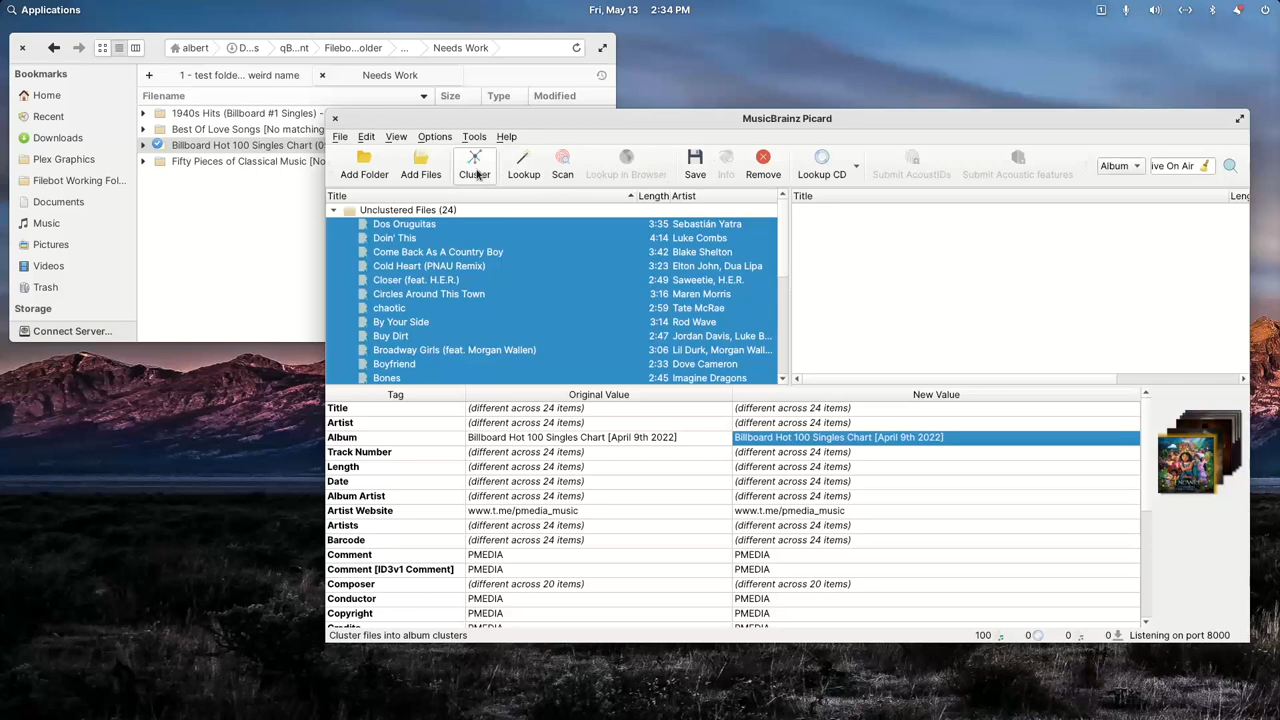 Applications
Fri, May 13 2:34 PM
1
albert D...s qB...nt Filebo...older ... Needs Work
Bookmarks
Home
Recent
Downloads
Plex Graphics
Filebot Working Fol...
Documents
Music
Pictures
Videos
Trash
Storage
Connect Server...
1 - test folde... weird name
Needs Work
Filename Size Type Modified
1940s Hits (Billboard #1 Singles) -
Best Of Love Songs [No matching
Billboard Hot 100 Singles Chart (0
Fifty Pieces of Classical Music [No
MusicBrainz Picard
File Edit View Options Tools Help
Add Folder Add Files Cluster Lookup Scan Lookup in Browser Save Info Remove Lookup CD Submit AcoustIDs Submit Acoustic features Album ive On Air
Title Length Artist Title Leng
Unclustered Files (24)
Dos Oruguitas 3:35 Sebastián Yatra
Doin' This 4:14 Luke Combs
Come Back As A Country Boy 3:42 Blake Shelton
Cold Heart (PNAU Remix) 3:23 Elton John, Dua Lipa
Closer (feat. H.E.R.) 2:49 Saweetie, H.E.R.
Circles Around This Town 3:16 Maren Morris
chaotic 2:59 Tate McRae
By Your Side 3:14 Rod Wave
Buy Dirt 2:47 Jordan Davis, Luke B...
Broadway Girls (feat. Morgan Wallen) 3:06 Lil Durk, Morgan Wall...
Boyfriend 2:33 Dove Cameron
Bones 2:45 Imagine Dragons
Tag Original Value New Value
Title (different across 24 items) (different across 24 items)
Artist (different across 24 items) (different across 24 items)
Album Billboard Hot 100 Singles Chart [April 9th 2022] Billboard Hot 100 Singles Chart [April 9th 2022]
Track Number (different across 24 items) (different across 24 items)
Length (different across 24 items) (different across 24 items)
Date (different across 24 items) (different across 24 items)
Album Artist (different across 24 items) (different across 24 items)
Artist Website www.t.me/pmedia_music www.t.me/pmedia_music
Artists (different across 24 items) (different across 24 items)
Barcode (different across 24 items) (different across 24 items)
Comment PMEDIA PMEDIA
Comment [ID3v1 Comment] PMEDIA PMEDIA
Composer (different across 20 items) (different across 20 items)
Conductor PMEDIA PMEDIA
Copyright PMEDIA PMEDIA
Credits PMEDIA PMEDIA
Cluster files into album clusters 100 0 0 0 Listening on port 8000